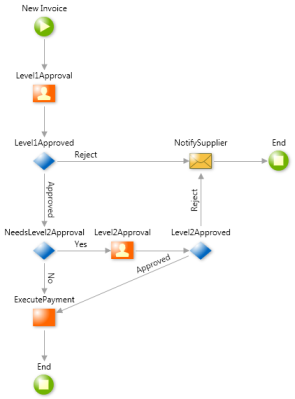 New Invoice
Level1Approval
Level1Approved
Reject
NotifySupplier
End
Approved
Reject
NeedsLevel2Approval
Yes
Level2Approval
Level2Approved
No
Approved
ExecutePayment
End